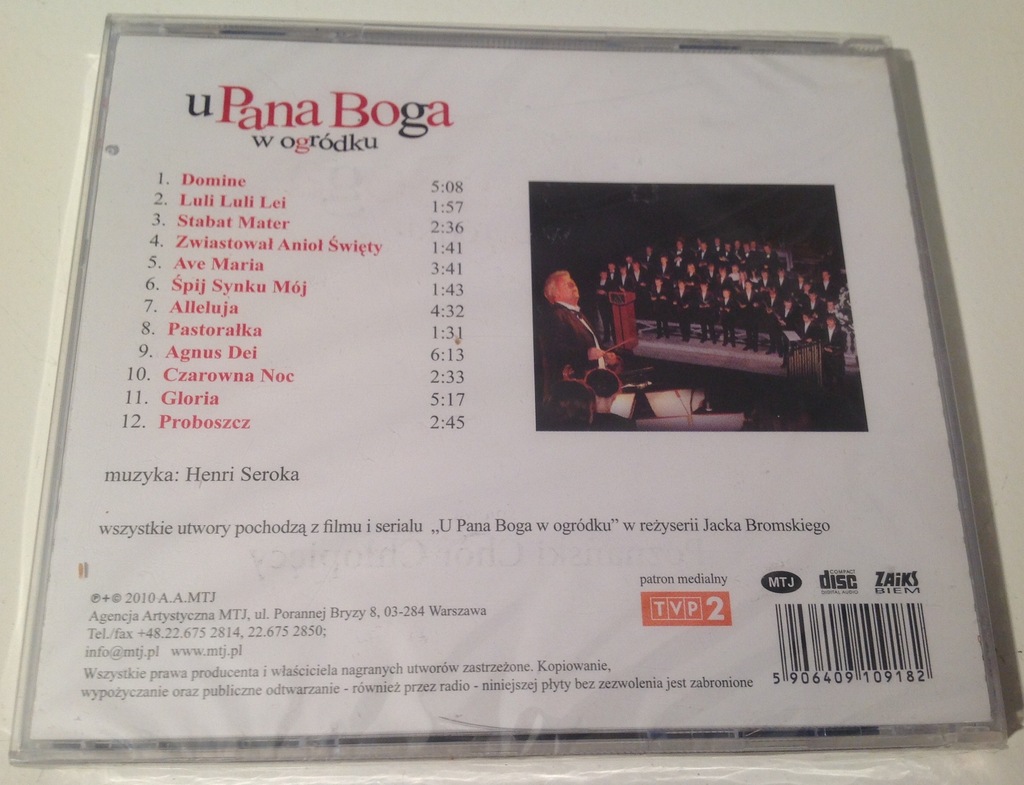 u Pana Boga
w ogródku
1. Domine 5:08
2. Luli Luli Lei 1:57
3. Stabat Mater 2:36
4. Zwiastował Anioł Święty 1:41
5. Ave Maria 3:41
6. Śpij Synku Mój 1:43
7. Alleluja 4:32
8. Pastorałka 1:31
9. Agnus Dei 6:13
10. Czarowna Noc 2:33
11. Gloria 5:17
12. Proboszcz 2:45
muzyka: Henri Seroka
wszystkie utwory pochodzą z filmu i serialu „U Pana Boga w ogródku" w reżyserii Jacka Bromskiego
Poznański Chór Chłopięcy
℗+© 2010 A.A.MTJ
Agencja Artystyczna MTJ, ul. Porannej Bryzy 8, 03-284 Warszawa
Tel./fax +48.22.675 2814, 22.675 2850;
info@mtj.pl www.mtj.pl
Wszystkie prawa producenta i właściciela nagranych utworów zastrzeżone. Kopiowanie,
wypożyczanie oraz publiczne odtwarzanie - również przez radio - niniejszej płyty bez zezwolenia jest zabronione
patron medialny
TVP 2
MTJ
COMPACT
disc
DIGITAL AUDIO
ZAiKS
BIEM
5 906409 109182